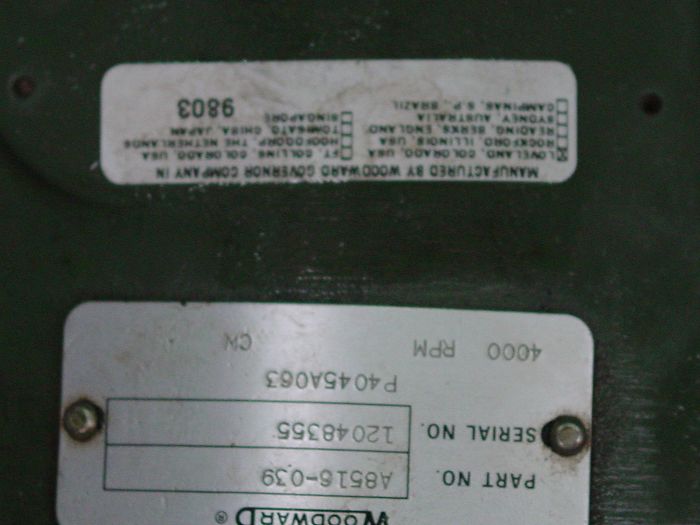 WOODWARD ®
PART NO. A8516-039
SERIAL NO. 12048355
P4045A063
4000 RPM CW
MANUFACTURED BY WOODWARD GOVERNOR COMPANY IN
LOVELAND, COLORADO, USA
ROCKFORD, ILLINOIS, USA
READING, BERKS, ENGLAND
SYDNEY, AUSTRALIA
CAMPINAS, S.P., BRAZIL
FT. COLLINS, COLORADO, USA
HOOFDDORP, THE NETHERLANDS
TOMISATO, CHIBA, JAPAN
SINGAPORE
9803